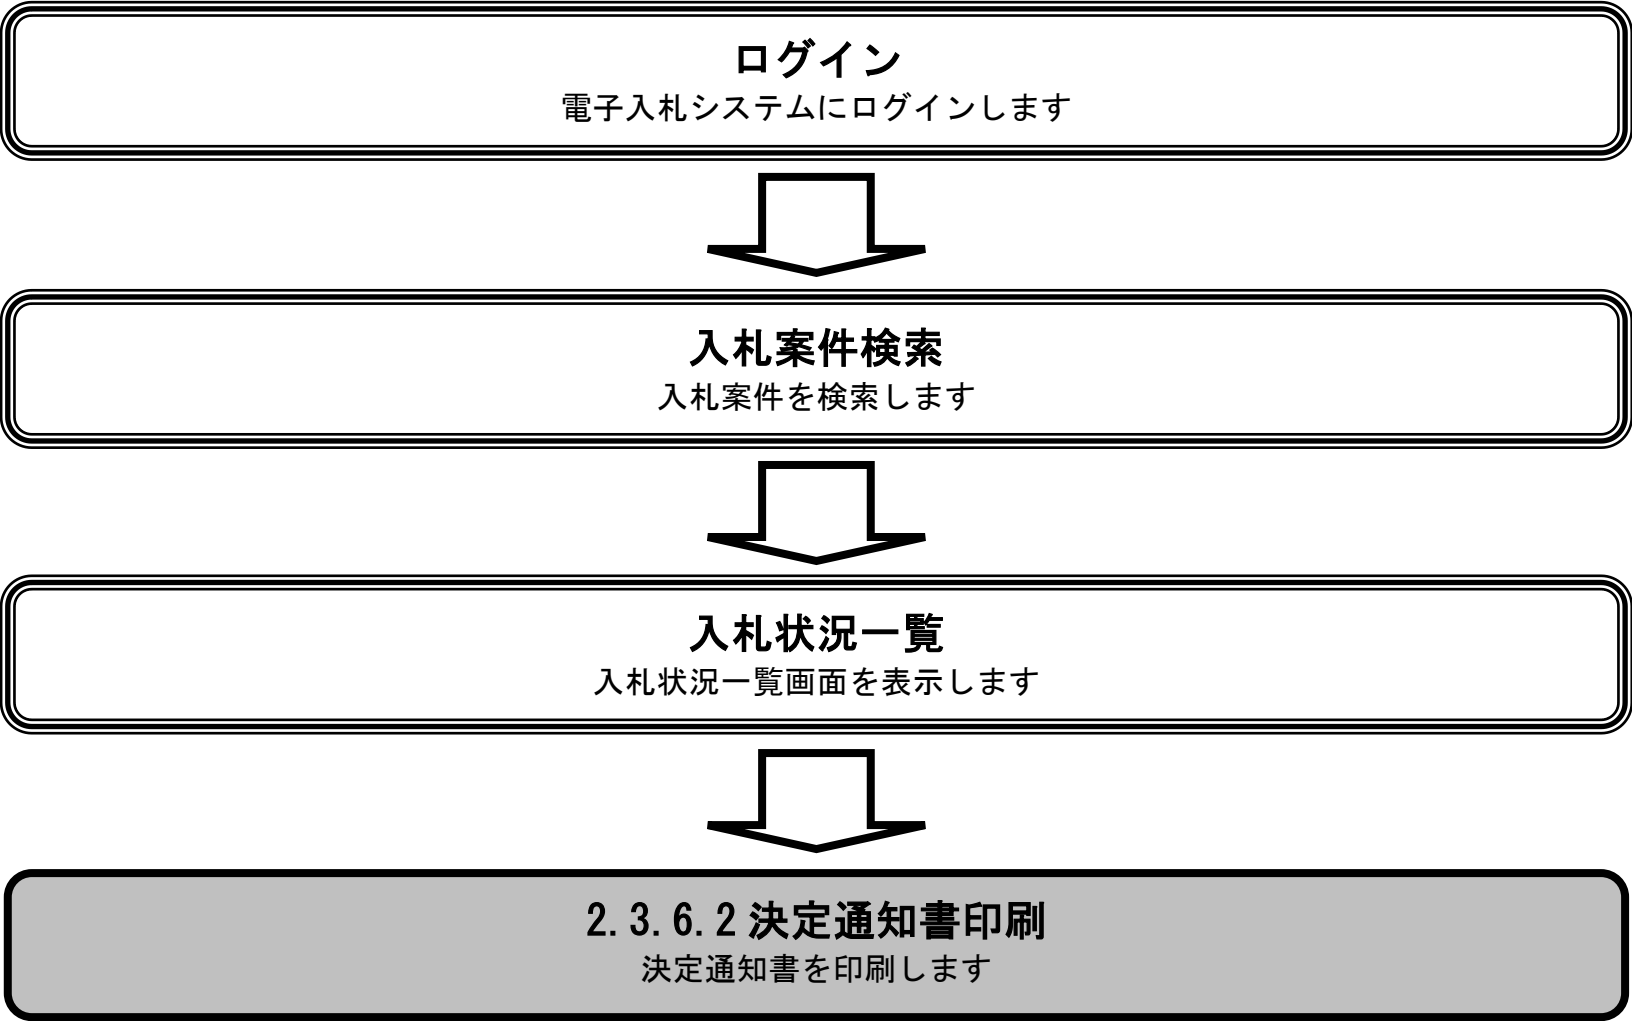 ログイン
電子入札システムにログインします
入札案件検索
入札案件を検索します
入札状況一覧
入札状況一覧画面を表示します
2.3.6.2決定通知書印刷
決定通知書を印刷します